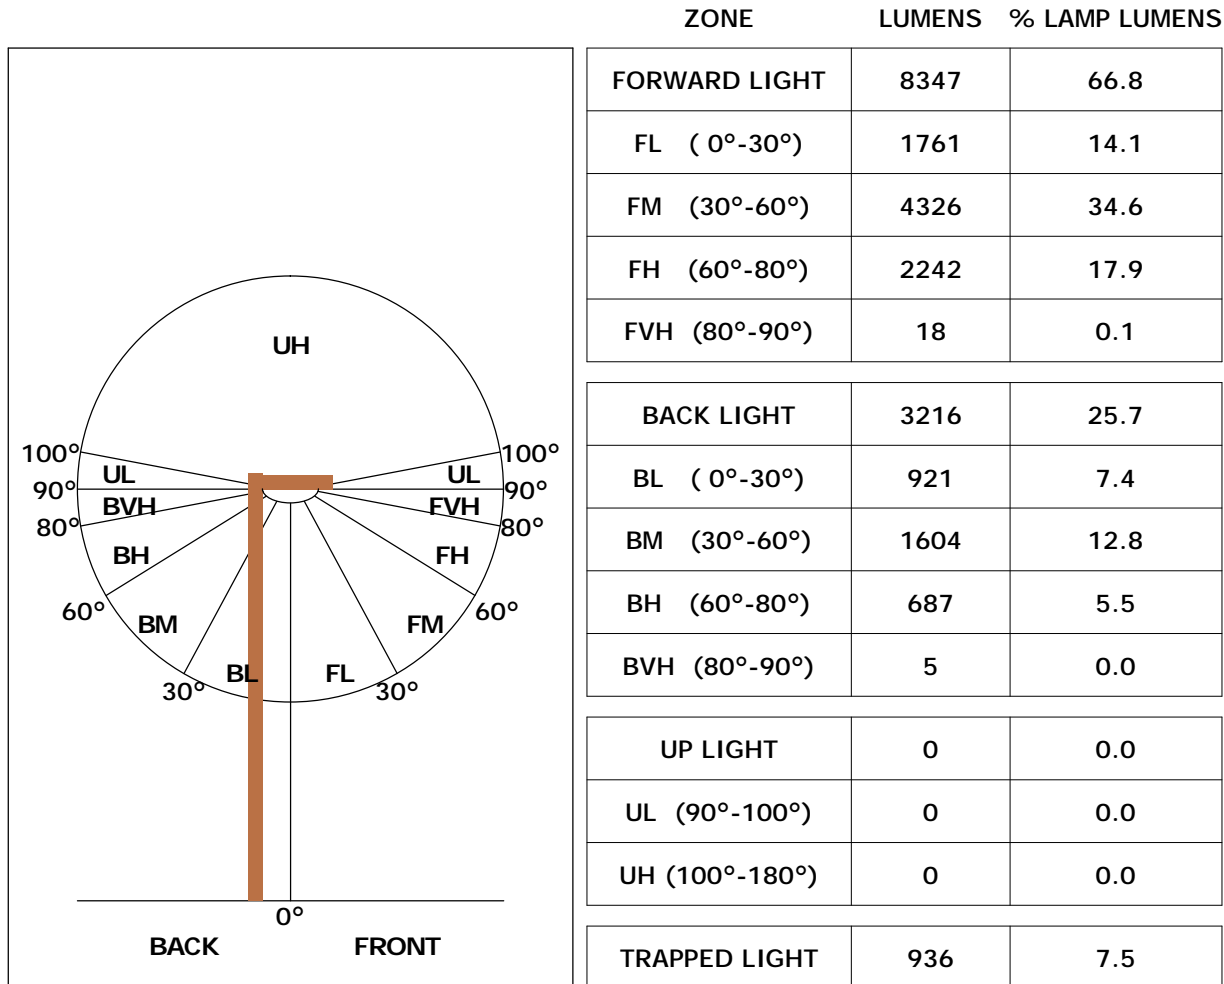 ZONE LUMENS % LAMP LUMENS
FORWARD LIGHT 8347 66.8
FL ( 0°-30°) 1761 14.1
FM (30°-60°) 4326 34.6
FH (60°-80°) 2242 17.9
FVH (80°-90°) 18 0.1
BACK LIGHT 3216 25.7
BL ( 0°-30°) 921 7.4
BM (30°-60°) 1604 12.8
BH (60°-80°) 687 5.5
BVH (80°-90°) 5 0.0
UP LIGHT 0 0.0
UL (90°-100°) 0 0.0
UH (100°-180°) 0 0.0
TRAPPED LIGHT 936 7.5
UH
100° 100°
UL UL
90° 90°
BVH FVH
80° 80°
BH FH
60° 60°
BM FM
BL FL
30° 30°
0°
BACK FRONT